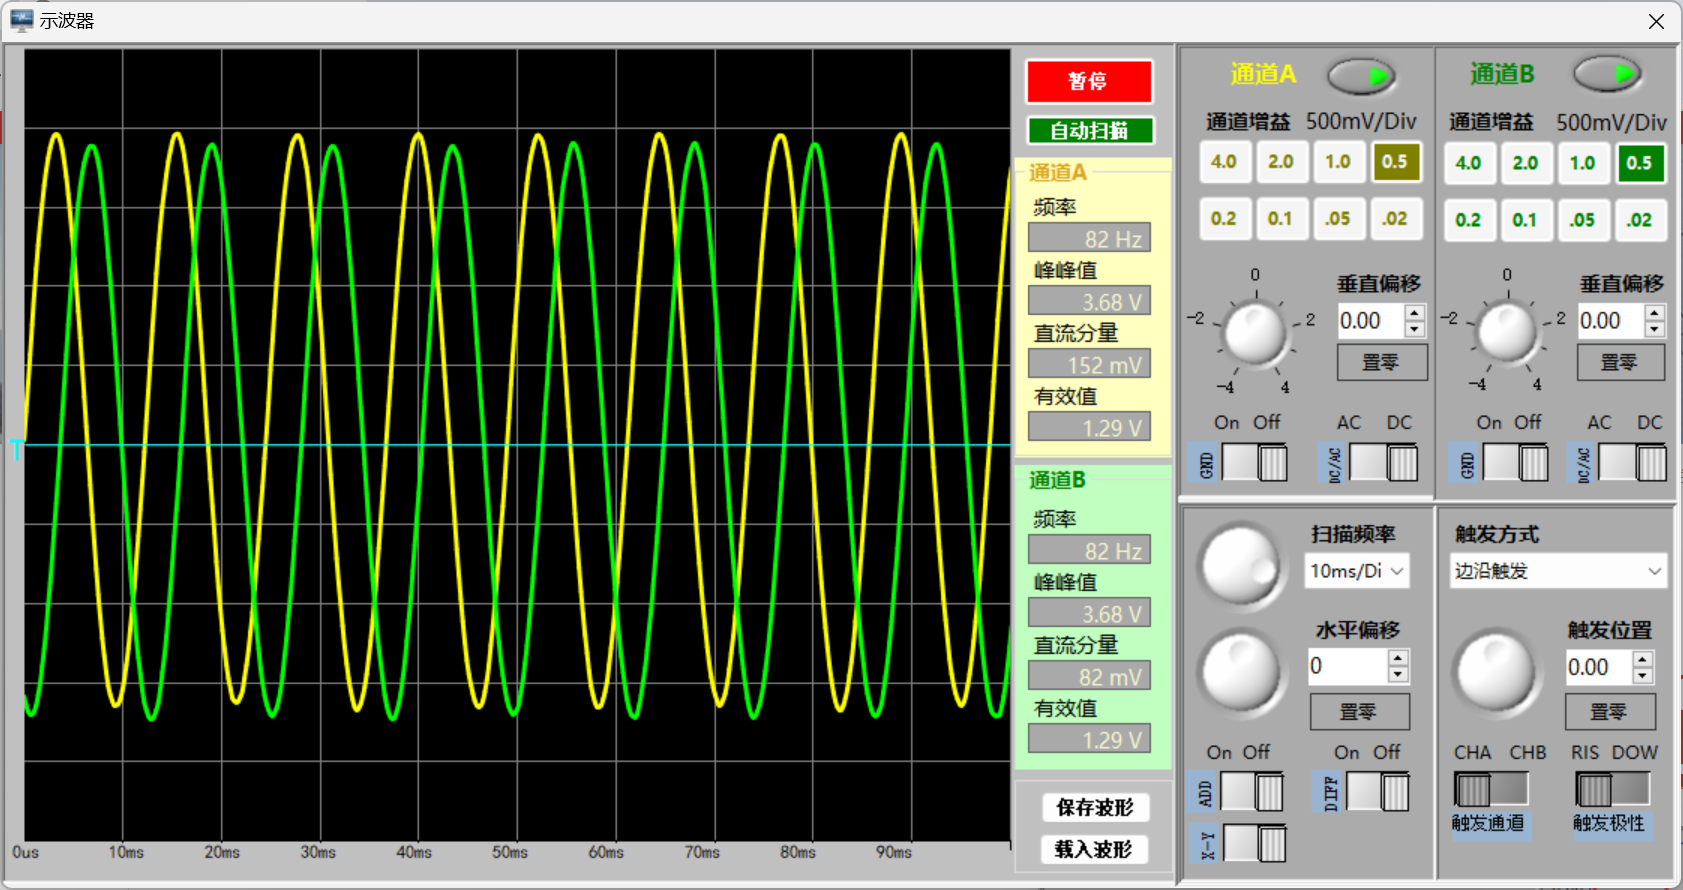 示波器
T
0us 10ms 20ms 30ms 40ms 50ms 60ms 70ms 80ms 90ms
暂停
自动扫描
通道A
频率
82 Hz
峰峰值
3.68 V
直流分量
152 mV
有效值
1.29 V
通道B
频率
82 Hz
峰峰值
3.68 V
直流分量
82 mV
有效值
1.29 V
保存波形
载入波形
通道A
通道增益 500mV/Div
4.0 2.0 1.0 0.5
0.2 0.1 .05 .02
0
-2 2
-4 4
垂直偏移
0.00
置零
On Off AC DC
GND DC/AC
通道B
通道增益 500mV/Div
4.0 2.0 1.0 0.5
0.2 0.1 .05 .02
0
-2 2
-4 4
垂直偏移
0.00
置零
On Off AC DC
GND DC/AC
扫描频率
10ms/Di
水平偏移
0
置零
On Off On Off
ADD DIFF
X-Y
触发方式
边沿触发
触发位置
0.00
置零
CHA CHB RIS DOW
触发通道 触发极性